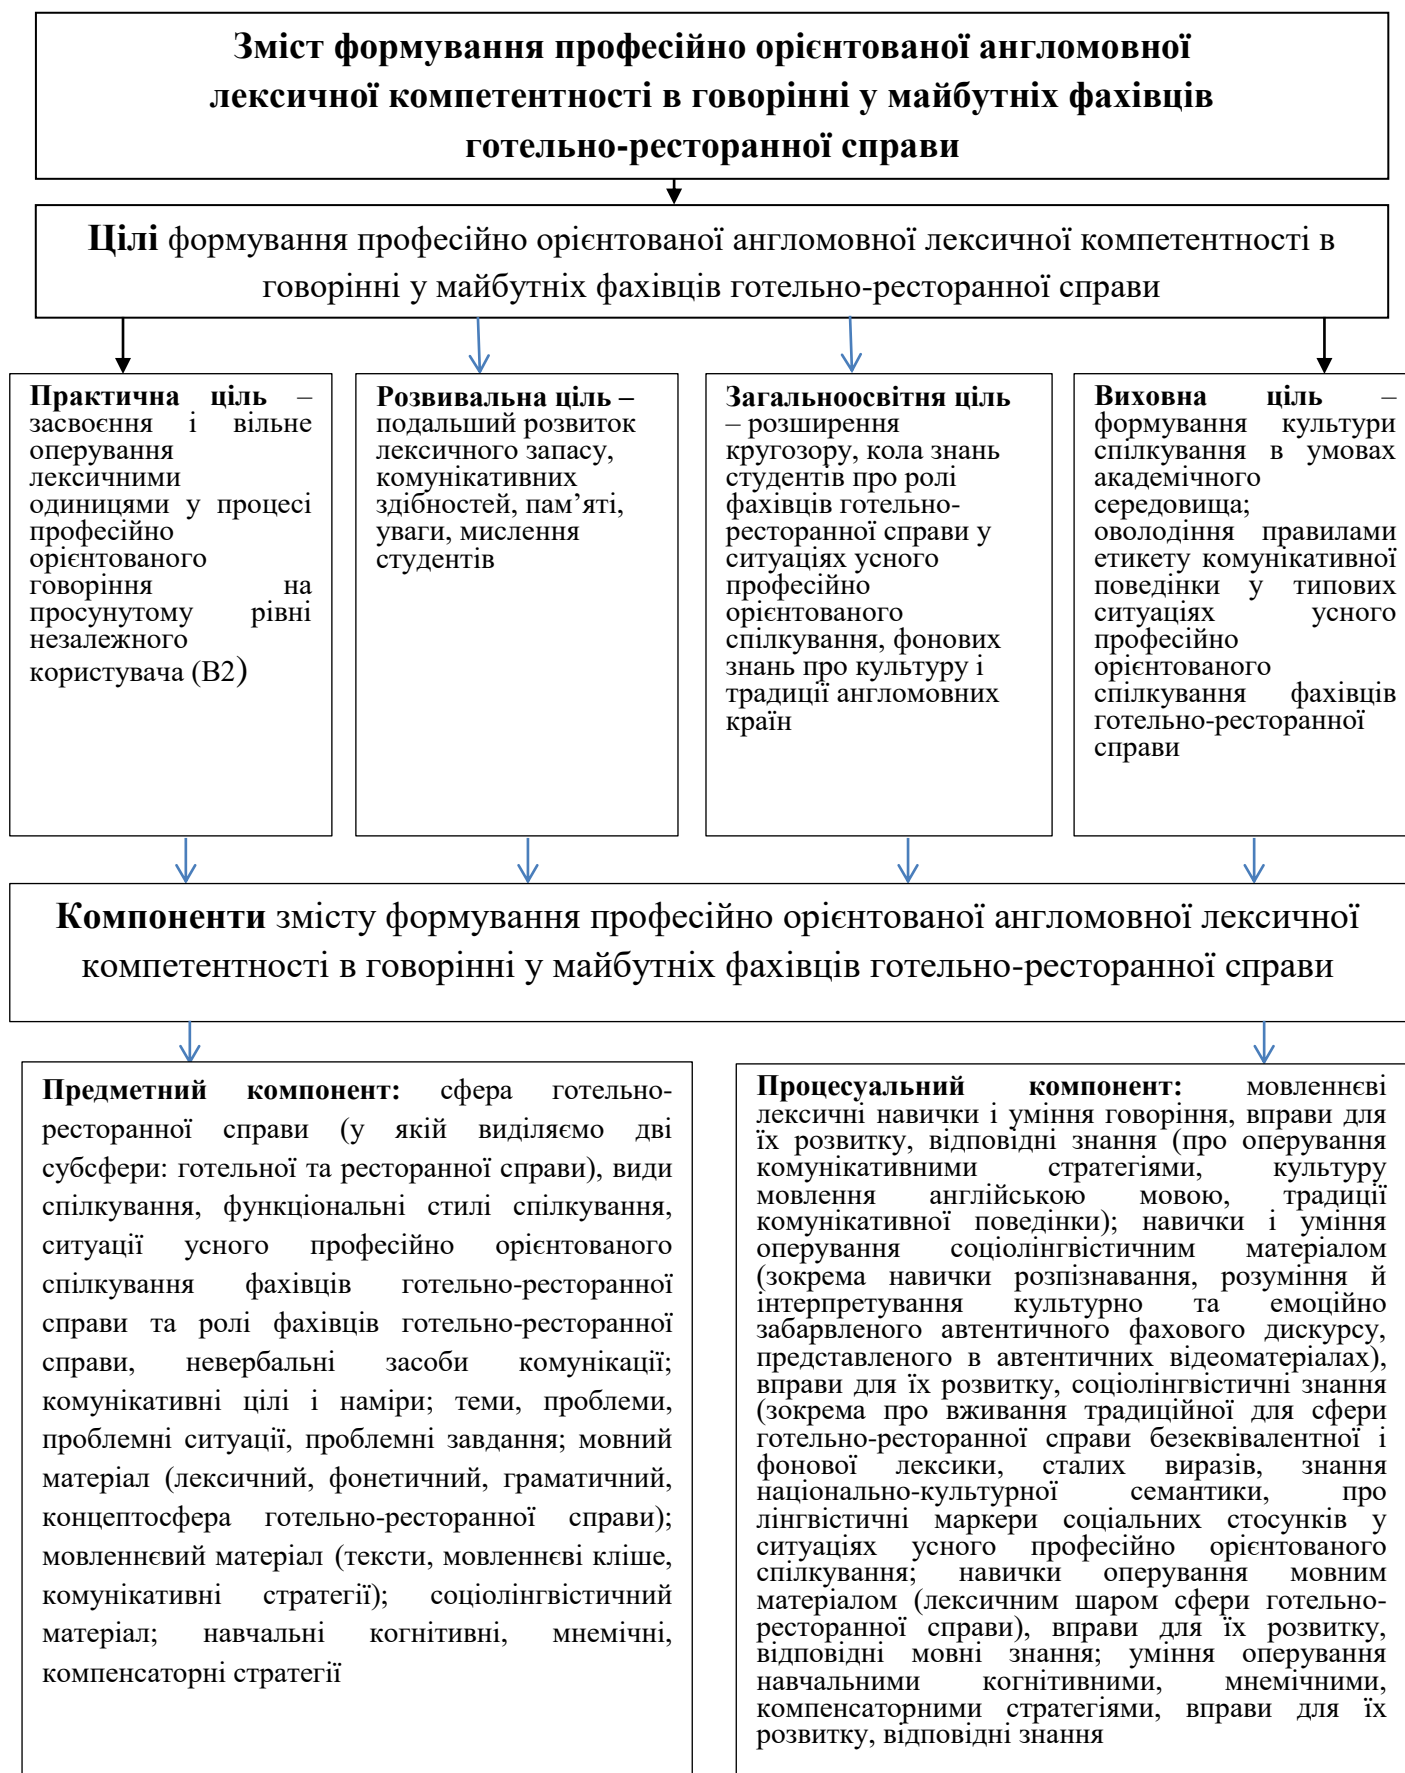 Зміст формування професійно орієнтованої англомовної
лексичної компетентності в говорінні у майбутніх фахівців
готельно-ресторанної справи
Цілі формування професійно орієнтованої англомовної лексичної компетентності в
говорінні у майбутніх фахівців готельно-ресторанної справи
Практична ціль –
засвоєння і вільне
оперування
лексичними
одиницями у процесі
професійно
орієнтованого
говоріння на
просунутому рівні
незалежного
користувача (В2)
Розвивальна ціль –
подальший розвиток
лексичного запасу,
комунікативних
здібностей, пам’яті,
уваги, мислення
студентів
Загальноосвітня ціль
– розширення
кругозору, кола знань
студентів про ролі
фахівців готельно-
ресторанної справи у
ситуаціях усного
професійно
орієнтованого
спілкування, фонових
знань про культуру і
традиції англомовних
країн
Виховна ціль –
формування культури
спілкування в умовах
академічного
середовища;
оволодіння правилами
етикету комунікативної
поведінки у типових
ситуаціях усного
професійно
орієнтованого
спілкування фахівців
готельно-ресторанної
справи
Компоненти змісту формування професійно орієнтованої англомовної лексичної
компетентності в говорінні у майбутніх фахівців готельно-ресторанної справи
Предметний компонент: сфера готельно-
ресторанної справи (у якій виділяємо дві
субсфери: готельної та ресторанної справи), види
спілкування, функціональні стилі спілкування,
ситуації усного професійно орієнтованого
спілкування фахівців готельно-ресторанної
справи та ролі фахівців готельно-ресторанної
справи, невербальні засоби комунікації;
комунікативні цілі і наміри; теми, проблеми,
проблемні ситуації, проблемні завдання; мовний
матеріал (лексичний, фонетичний, граматичний,
концептосфера готельно-ресторанної справи);
мовленнєвий матеріал (тексти, мовленнєві кліше,
комунікативні стратегії); соціолінгвістичний
матеріал; навчальні когнітивні, мнемічні,
компенсаторні стратегії
Процесуальний компонент: мовленнєві
лексичні навички і уміння говоріння, вправи для
їх розвитку, відповідні знання (про оперування
комунікативними стратегіями, культуру
мовлення англійською мовою, традиції
комунікативної поведінки); навички і уміння
оперування соціолінгвістичним матеріалом
(зокрема навички розпізнавання, розуміння й
інтерпретування культурно та емоційно
забарвленого автентичного фахового дискурсу,
представленого в автентичних відеоматеріалах),
вправи для їх розвитку, соціолінгвістичні знання
(зокрема про вживання традиційної для сфери
готельно-ресторанної справи безеквівалентної і
фонової лексики, сталих виразів, знання
національно-культурної семантики, про
лінгвістичні маркери соціальних стосунків у
ситуаціях усного професійно орієнтованого
спілкування; навички оперування мовним
матеріалом (лексичним шаром сфери готельно-
ресторанної справи), вправи для їх розвитку,
відповідні мовні знання; уміння оперування
навчальними когнітивними, мнемічними,
компенсаторними стратегіями, вправи для їх
розвитку, відповідні знання